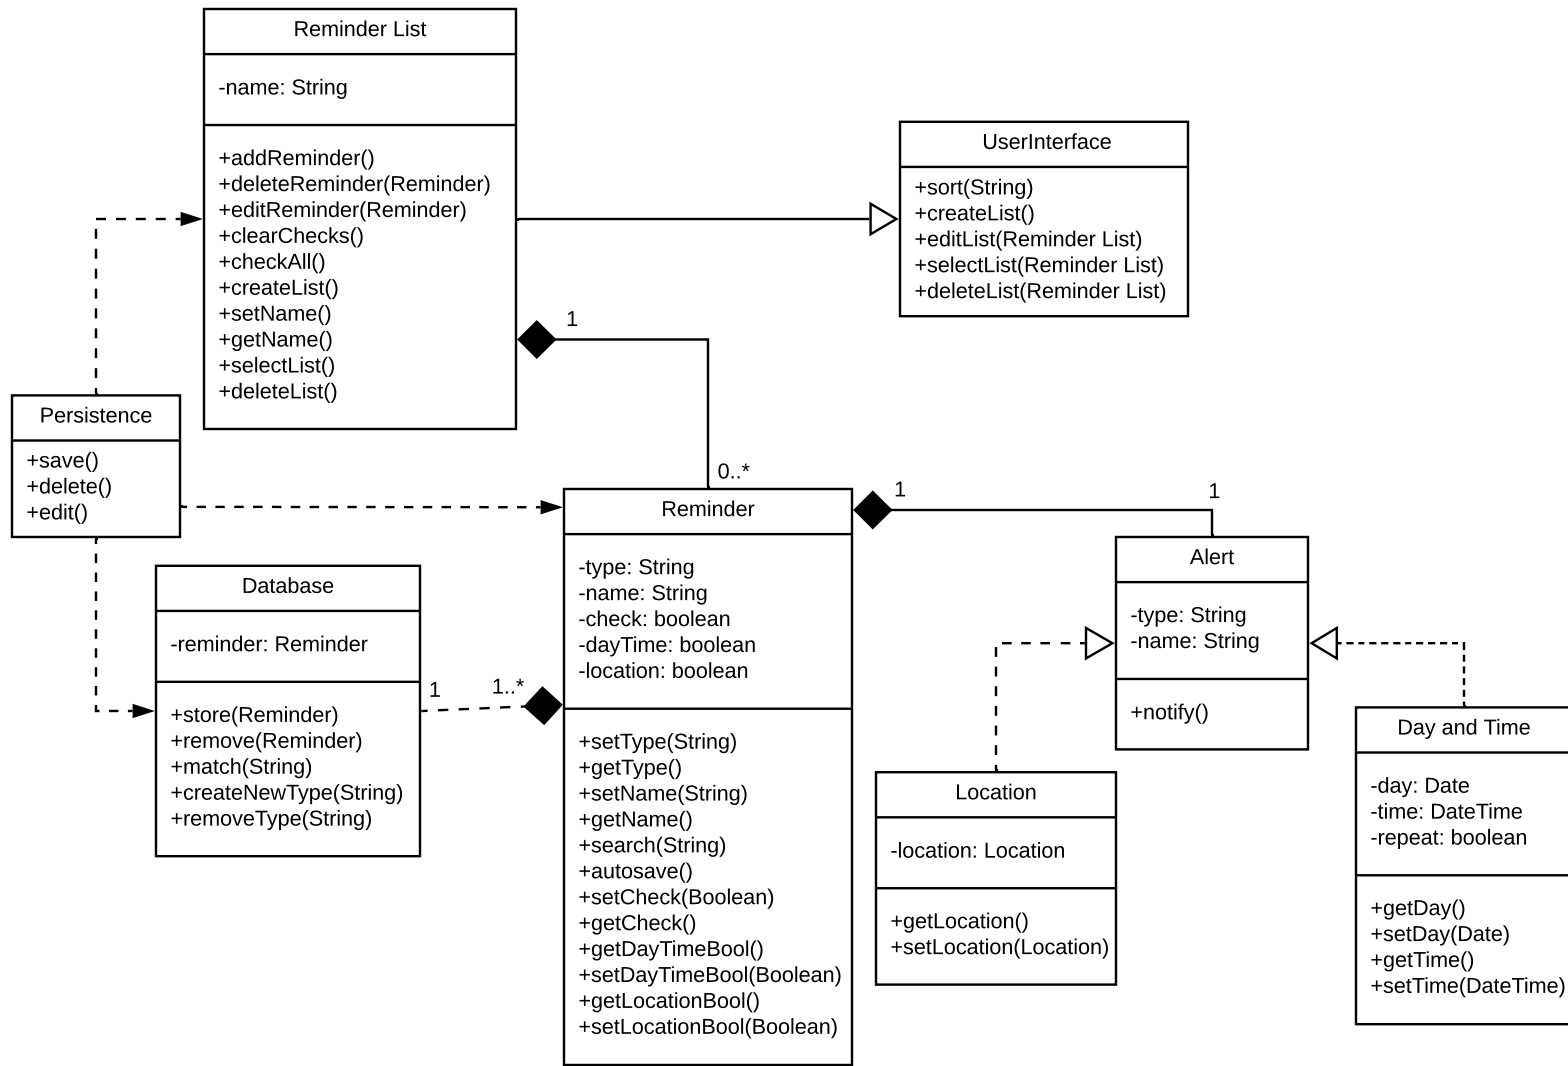 Reminder List
-name: String
+addReminder()
+deleteReminder(Reminder)
+editReminder(Reminder)
+clearChecks()
+checkAll()
+createList()
+setName()
+getName()
+selectList()
+deleteList()
UserInterface
+sort(String)
+createList()
+editList(Reminder List)
+selectList(Reminder List)
+deleteList(Reminder List)
1
0..*
Persistence
+save()
+delete()
+edit()
Database
-reminder: Reminder
+store(Reminder)
+remove(Reminder)
+match(String)
+createNewType(String)
+removeType(String)
1
1..*
Reminder
-type: String
-name: String
-check: boolean
-dayTime: boolean
-location: boolean
+setType(String)
+getType()
+setName(String)
+getName()
+search(String)
+autosave()
+setCheck(Boolean)
+getCheck()
+getDayTimeBool()
+setDayTimeBool(Boolean)
+getLocationBool()
+setLocationBool(Boolean)
1
1
Alert
-type: String
-name: String
+notify()
Location
-location: Location
+getLocation()
+setLocation(Location)
Day and Time
-day: Date
-time: DateTime
-repeat: boolean
+getDay()
+setDay(Date)
+getTime()
+setTime(DateTime)